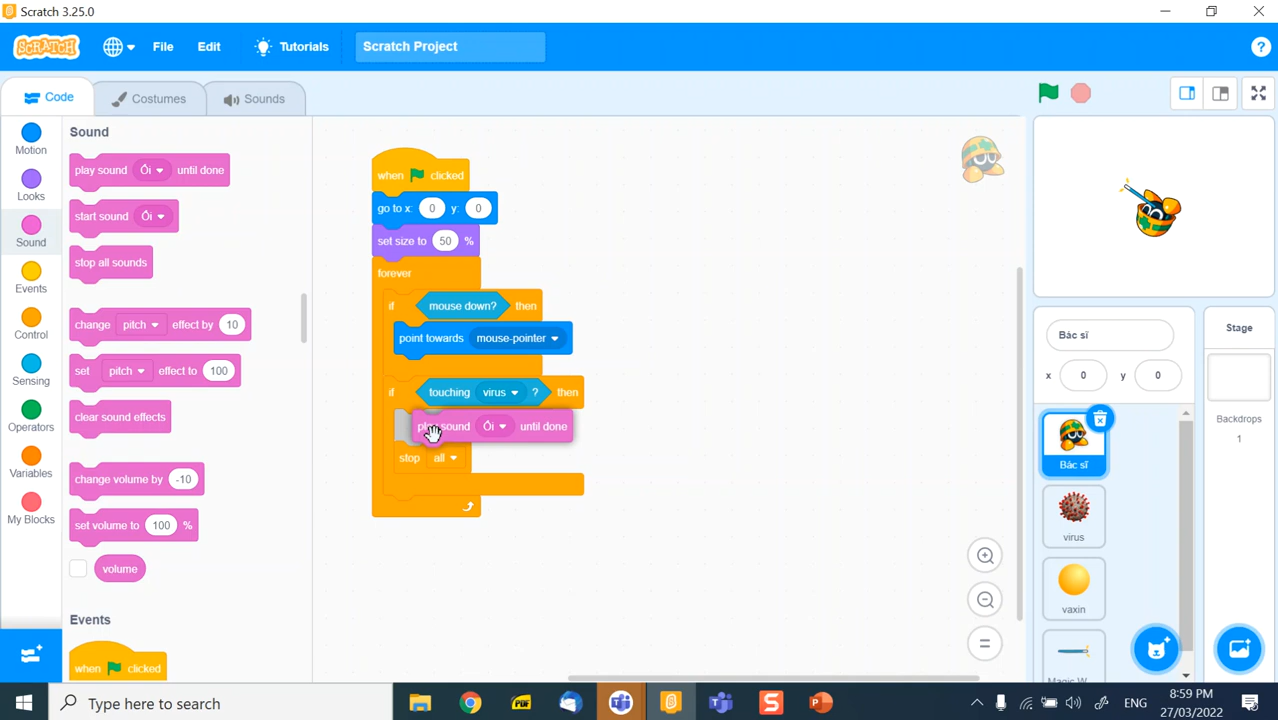 Scratch 3.25.0
SCRATCH
File
Edit
Tutorials
Scratch Project
?
Code
Costumes
Sounds
Motion
Looks
Sound
Events
Control
Sensing
Operators
Variables
My Blocks
Sound
play sound Ôi until done
start sound Ôi
stop all sounds
change pitch effect by 10
set pitch effect to 100
clear sound effects
change volume by -10
set volume to 100 %
volume
Events
when clicked
when clicked
go to x: 0 y: 0
set size to 50 %
forever
if mouse down? then
point towards mouse-pointer
if touching virus ? then
play sound Ôi until done
stop all
Bác sĩ
x 0 y 0
Bác sĩ
virus
vaxin
Magic W
Stage
Backdrops
1
Type here to search
PDF
ENG
8:59 PM
27/03/2022